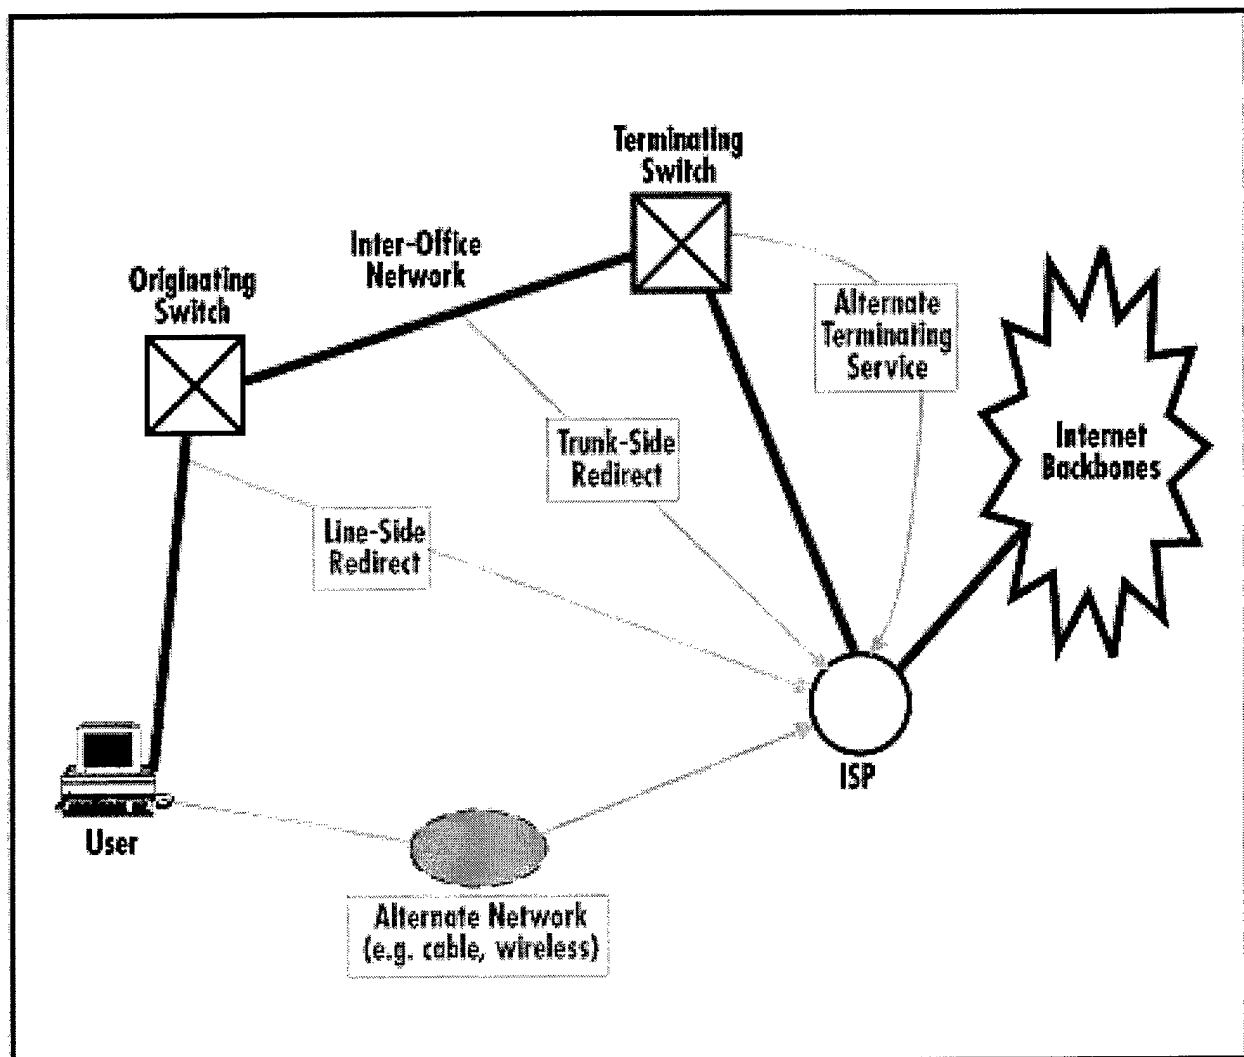 Terminating
Switch
Inter-Office
Network
Originating
Switch
Alternate
Terminating
Service
Internet
Backbones
Trunk-Side
Redirect
Line-Side
Redirect
ISP
User
Alternate Network
(e.g. cable, wireless)